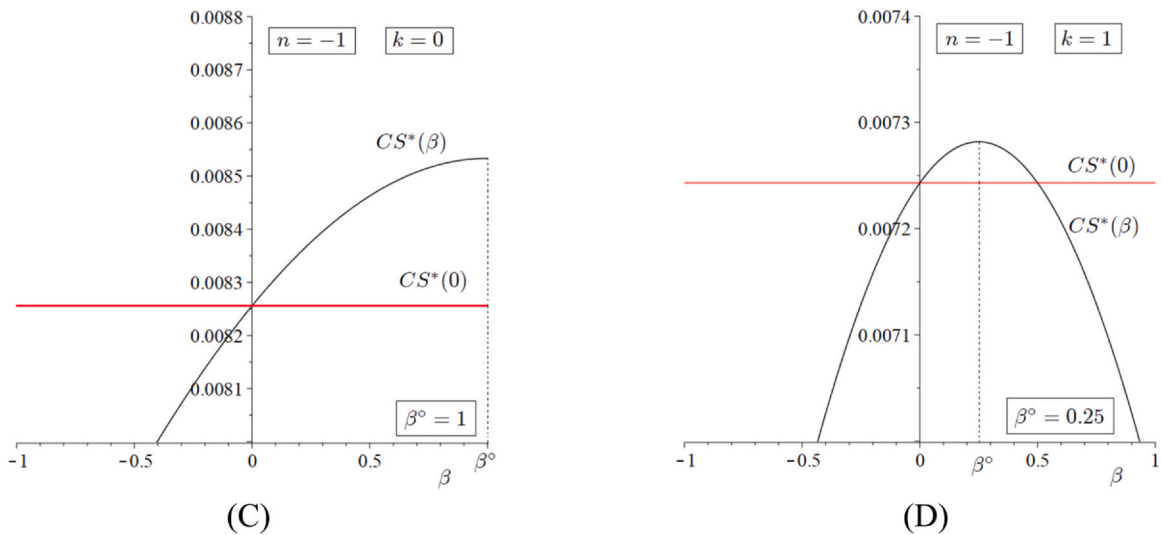 0.0088
n = −1
k = 0
0.0087
0.0086
CS*(β)
0.0085
0.0084
CS*(0)
0.0083
0.0082
0.0081
β° = 1
−1
−0.5
0
0.5
β°
β
(C)
0.0074
n = −1
k = 1
0.0073
CS*(0)
0.0072
CS*(β)
0.0071
β° = 0.25
−1
−0.5
0
β°
0.5
1
β
(D)